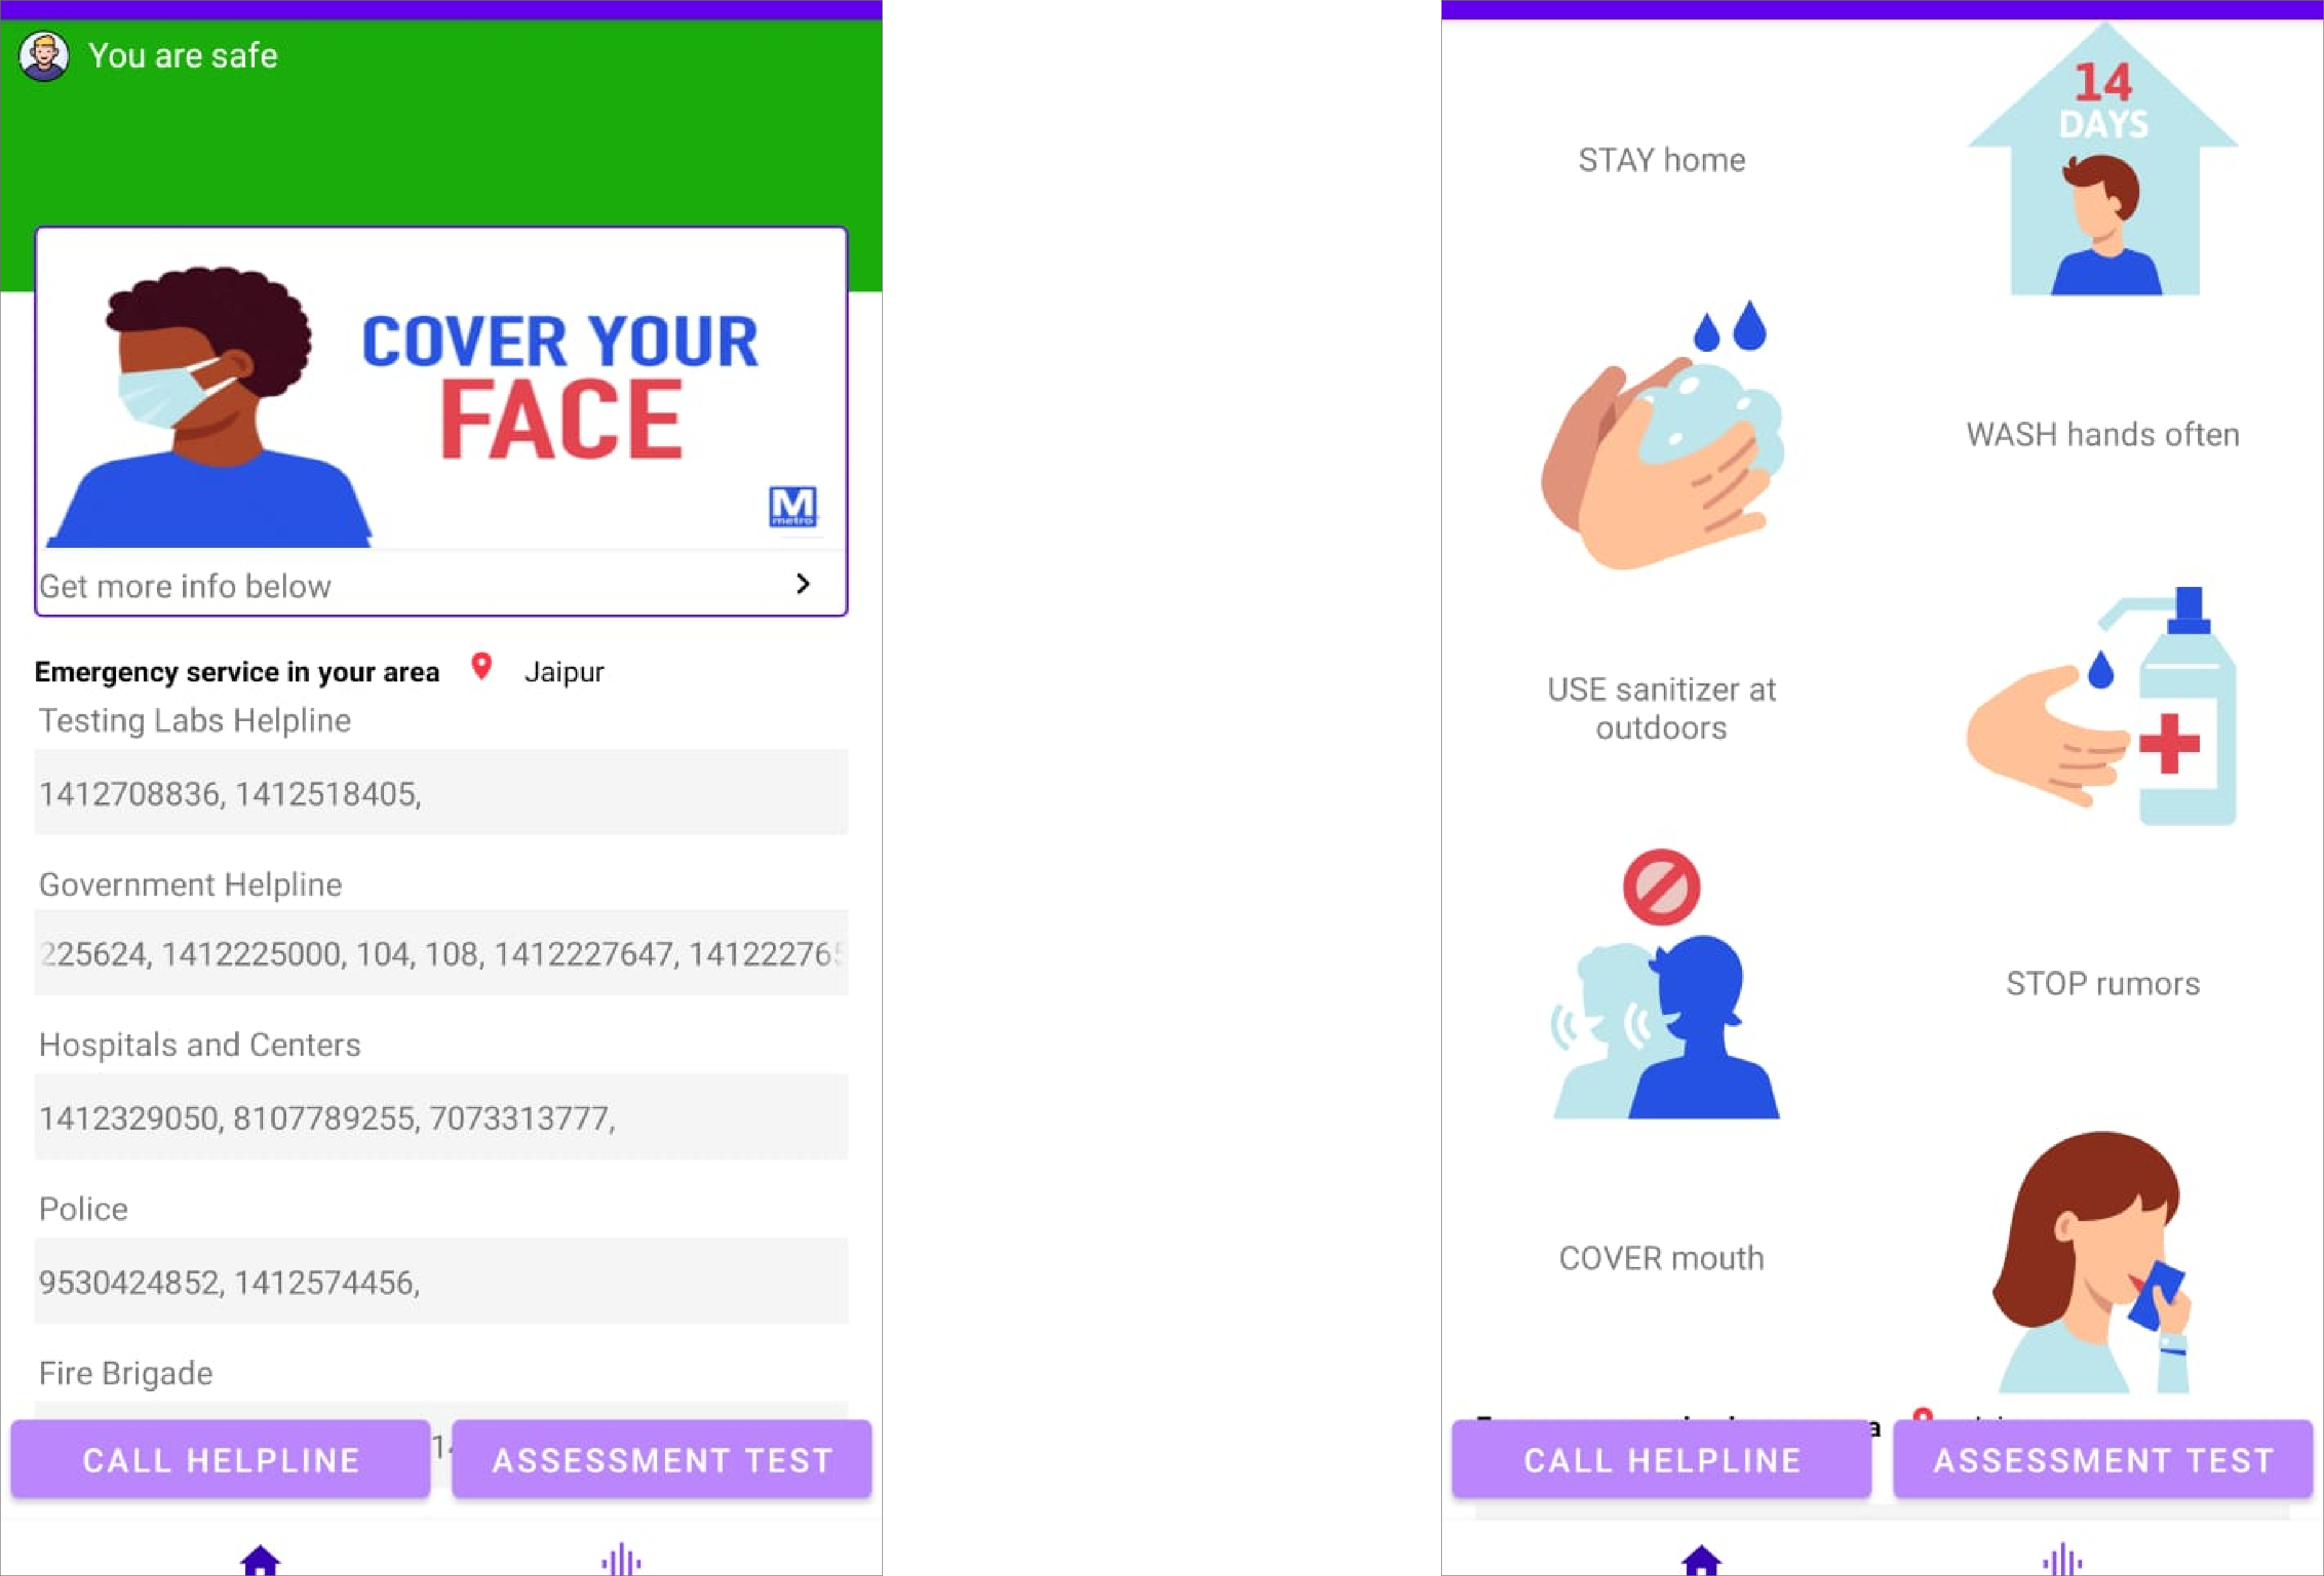 You are safe
COVER YOUR
FACE
M
metro
Get more info below
Emergency service in your area Jaipur
Testing Labs Helpline
1412708836, 1412518405,
Government Helpline
225624, 1412225000, 104, 108, 1412227647, 141222765
Hospitals and Centers
1412329050, 8107789255, 7073313777,
Police
9530424852, 1412574456,
Fire Brigade
CALL HELPLINE
ASSESSMENT TEST
14
DAYS
STAY home
WASH hands often
USE sanitizer at
outdoors
STOP rumors
COVER mouth
CALL HELPLINE
ASSESSMENT TEST